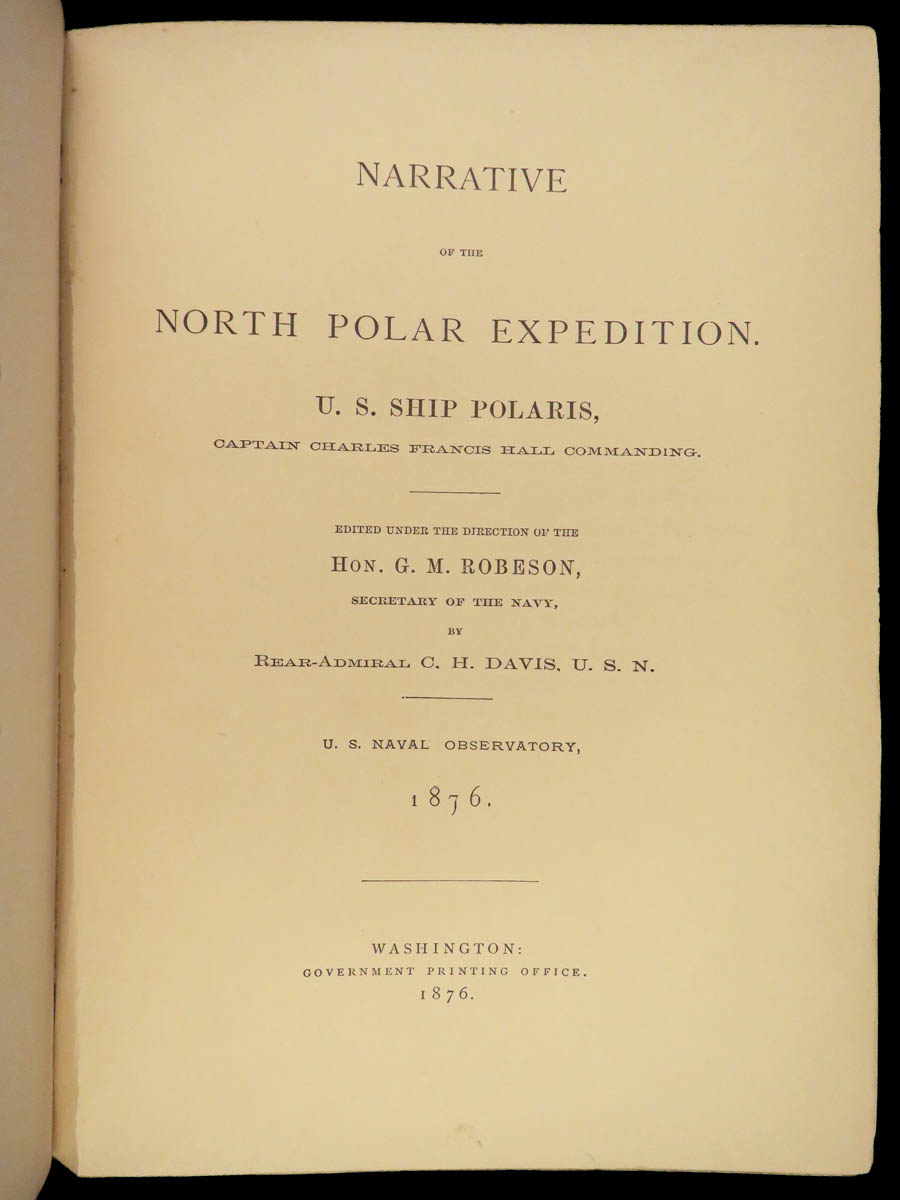 NARRATIVE
OF THE
NORTH POLAR EXPEDITION.
U. S. SHIP POLARIS,
CAPTAIN CHARLES FRANCIS HALL COMMANDING.
EDITED UNDER THE DIRECTION OF THE
HON. G. M. ROBESON,
SECRETARY OF THE NAVY,
BY
REAR-ADMIRAL C. H. DAVIS, U. S. N.
U. S. NAVAL OBSERVATORY,
1876.
WASHINGTON:
GOVERNMENT PRINTING OFFICE.
1876.